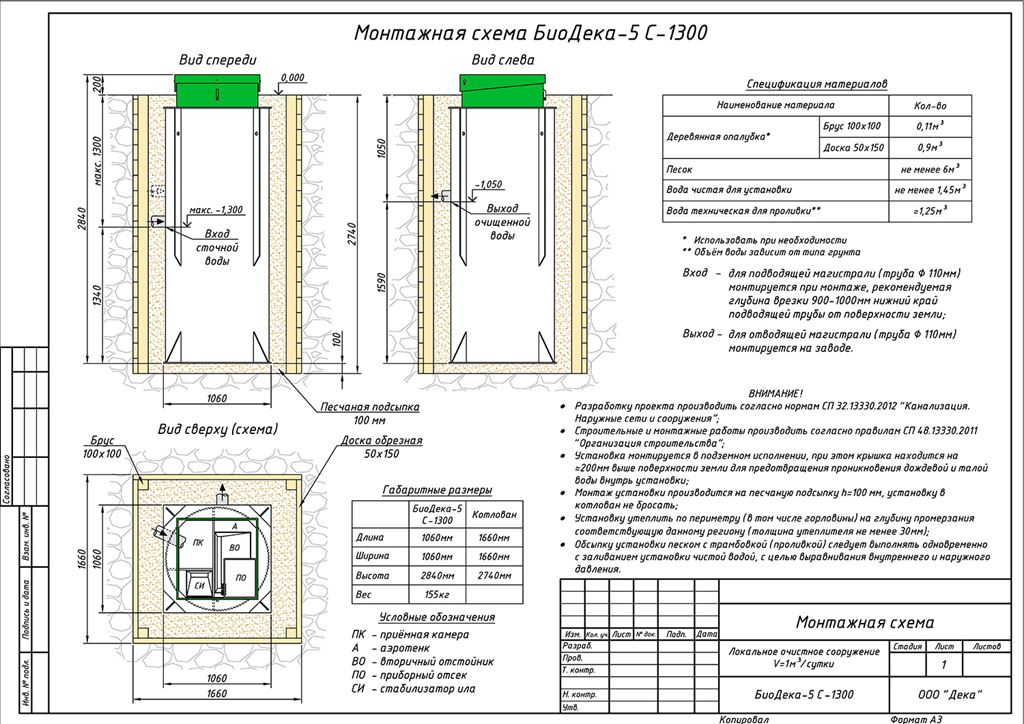 Монтажная схема БиоДека-5 С-1300
Вид спереди
0,000
200
макс. 1300
2840
1340
макс. -1,300
Вход
сточной
воды
2740
100
1060
Песчаная подсыпка
100 мм
Вид слева
1050
1590
-1,050
Выход
очищенной
воды
Спецификация материалов
Наименование материала Кол-во
Деревянная опалубка* Брус 100х100 0,11м³
Доска 50х150 0,9м³
Песок не менее 6м³
Вода чистая для установки не менее 1,45м³
Вода техническая для проливки** ≈1,25м³
* Использовать при необходимости
** Объём воды зависит от типа грунта
Вход - для подводящей магистрали (труба Ф 110мм)
монтируется при монтаже, рекомендуемая
глубина врезки 900-1000мм нижний край
подводящей трубы от поверхности земли;
Выход - для отводящей магистрали (труба Ф 110мм)
монтируется на заводе.
ВНИМАНИЕ!
• Разработку проекта производить согласно нормам СП 32.13330.2012 "Канализация.
Наружные сети и сооружения";
• Строительные и монтажные работы производить согласно правилам СП 48.13330.2011
"Организация строительства";
• Установка монтируется в подземном исполнении, при этом крышка находится на
≈200мм выше поверхности земли для предотвращения проникновения дождевой и талой
воды внутрь установки;
• Монтаж установки производится на песчаную подсыпку h=100 мм, установку в
котлован не бросать;
• Установку утеплить по периметру (в том числе горловины) на глубину промерзания
соответствующую данному региону (толщина утеплителя не менее 30мм);
• Обсыпку установки песком с трамбовкой (проливкой) следует выполнять одновременно
с заливанием установки чистой водой, с целью выравнивания внутреннего и наружного
давления.
Вид сверху (схема)
Брус
100х100
Доска обрезная
50х150
1660
1060
ПК
А
ВО
ПО
СИ
1060
1660
Габаритные размеры
БиоДека-5
С-1300 Котлован
Длина 1060мм 1660мм
Ширина 1060мм 1660мм
Высота 2840мм 2740мм
Вес 155кг
Условные обозначения
ПК - приёмная камера
А - аэротенк
ВО - вторичный отстойник
ПО - приборный отсек
СИ - стабилизатор ила
Согласовано
Взам. инв. №
Подпись и дата
Инв. № подл.
Изм. Кол. уч. Лист № док. Подп. Дата
Разраб.
Пров.
Т. контр.
Н. контр.
Утв.
Монтажная схема
Локальное очистное сооружение
V=1м³/сутки
Стадия Лист Листов
1
БиоДека-5 С-1300
ООО "Дека"
Копировал Формат А3